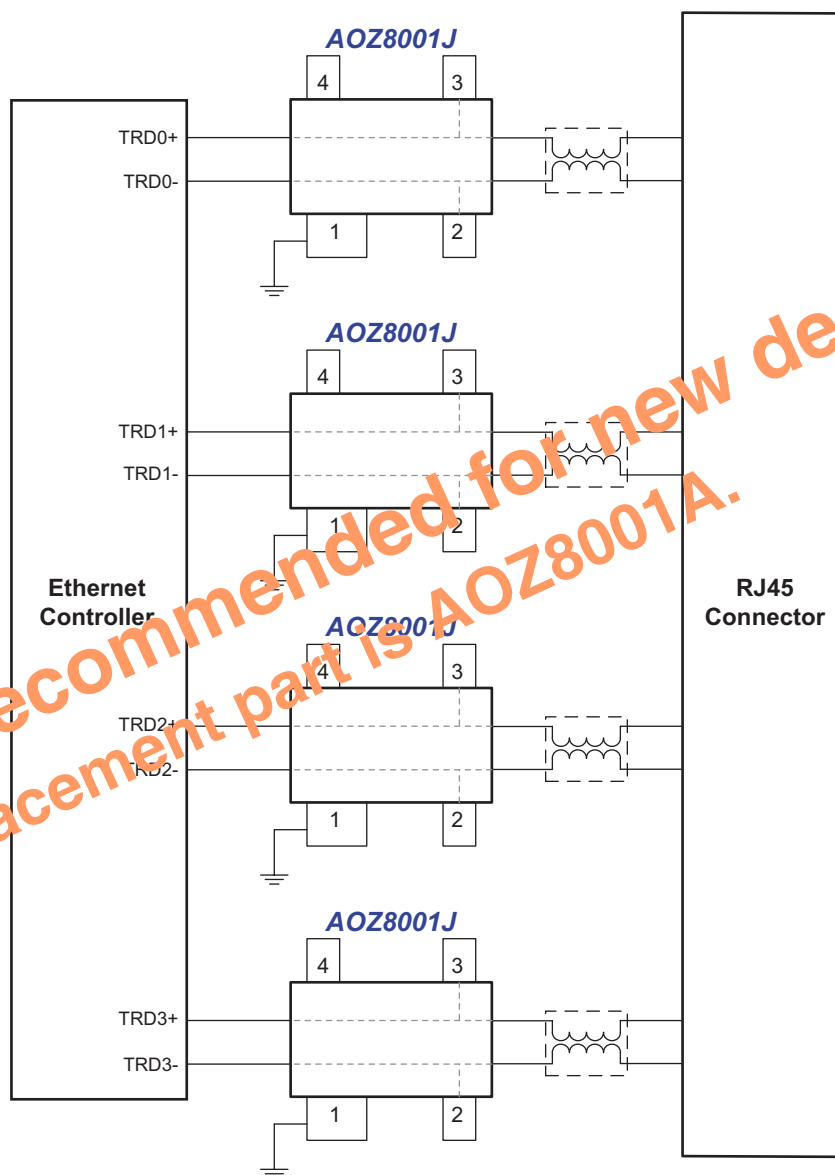 AOZ8001J
4 3
TRD0+
TRD0-
1 2
AOZ8001J
4 3
TRD1+
TRD1-
1 2
Ethernet
Controller
RJ45
Connector
ecommended for new de
acement part is AOZ8001A.
AOZ8001J
4 3
TRD2+
TRD2-
1 2
AOZ8001J
4 3
TRD3+
TRD3-
1 2